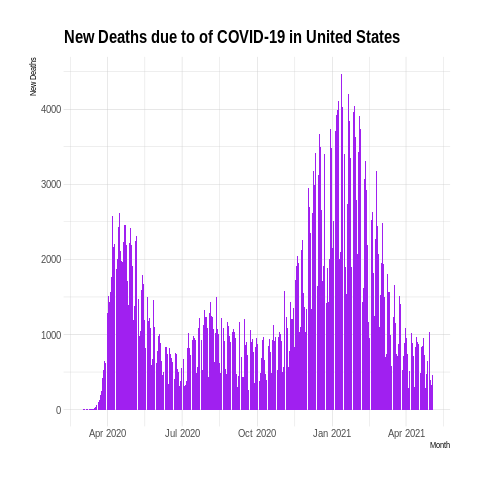 New Deaths due to of COVID-19 in United States
New Deaths
4000
3000
2000
1000
0
Apr 2020
Jul 2020
Oct 2020
Jan 2021
Apr 2021
Month